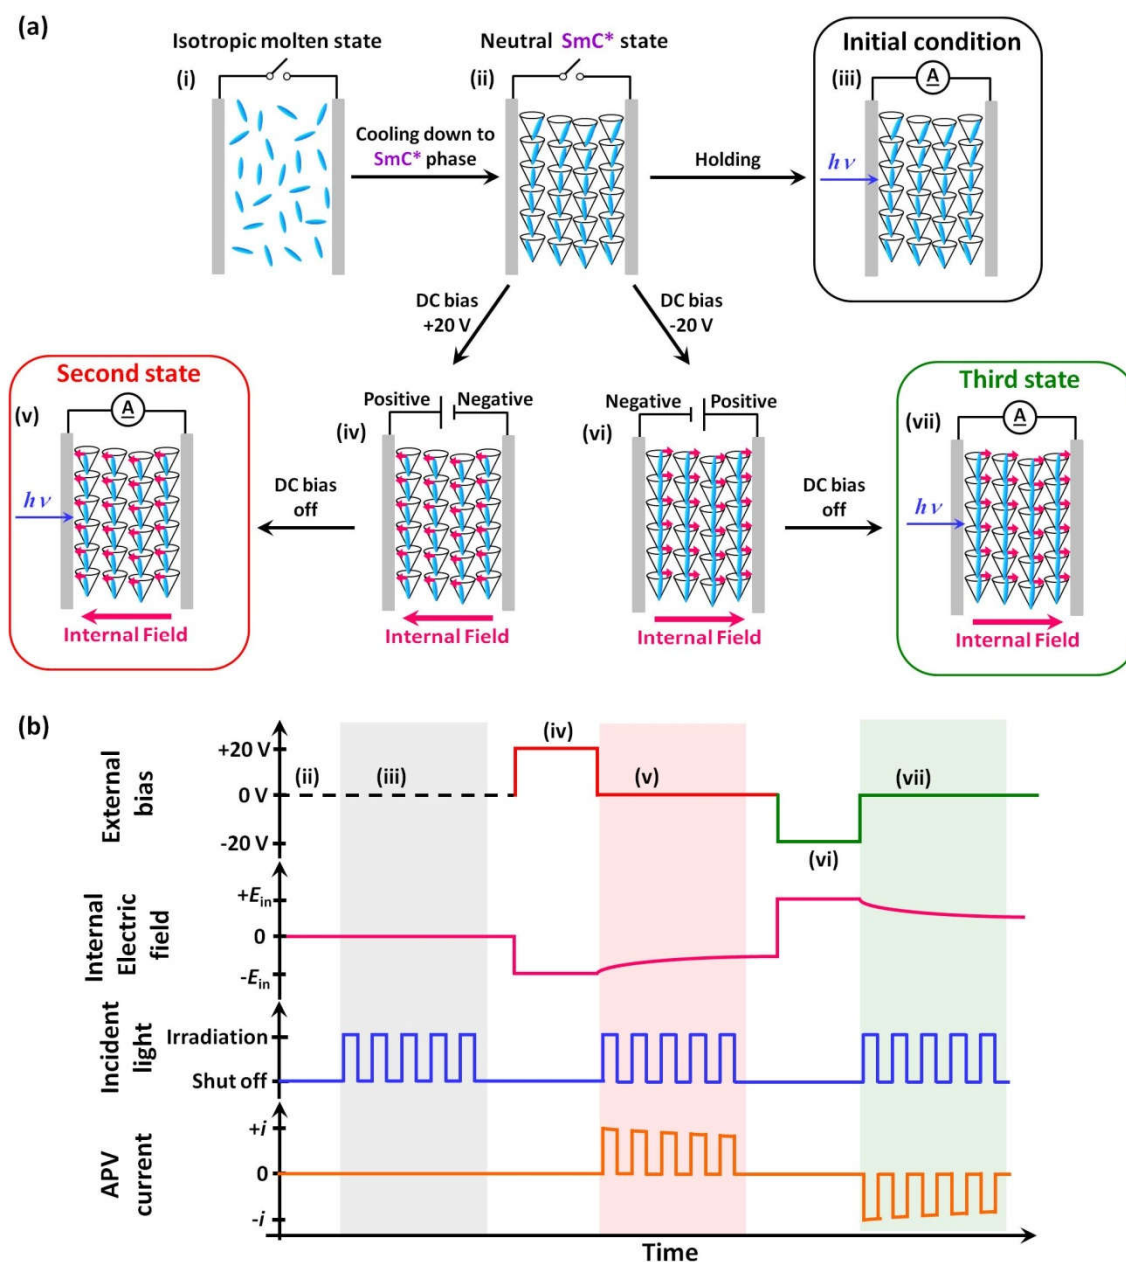 (a)
Isotropic molten state
Neutral SmC* state
Initial condition
(i)
(ii)
(iii)
A
Cooling down to
SmC* phase
Holding
hν
DC bias
+20 V
DC bias
-20 V
Second state
(v)
A
hν
Internal Field
DC bias
off
Positive
Negative
(iv)
Internal Field
Negative
Positive
(vi)
Internal Field
DC bias
off
Third state
(vii)
A
hν
Internal Field
(b)
External
bias
+20 V
0 V
-20 V
(ii)
(iii)
(iv)
(v)
(vi)
(vii)
Internal
Electric
field
+Ein
0
-Ein
Incident
light
Irradiation
Shut off
APV
current
+i
0
-i
Time